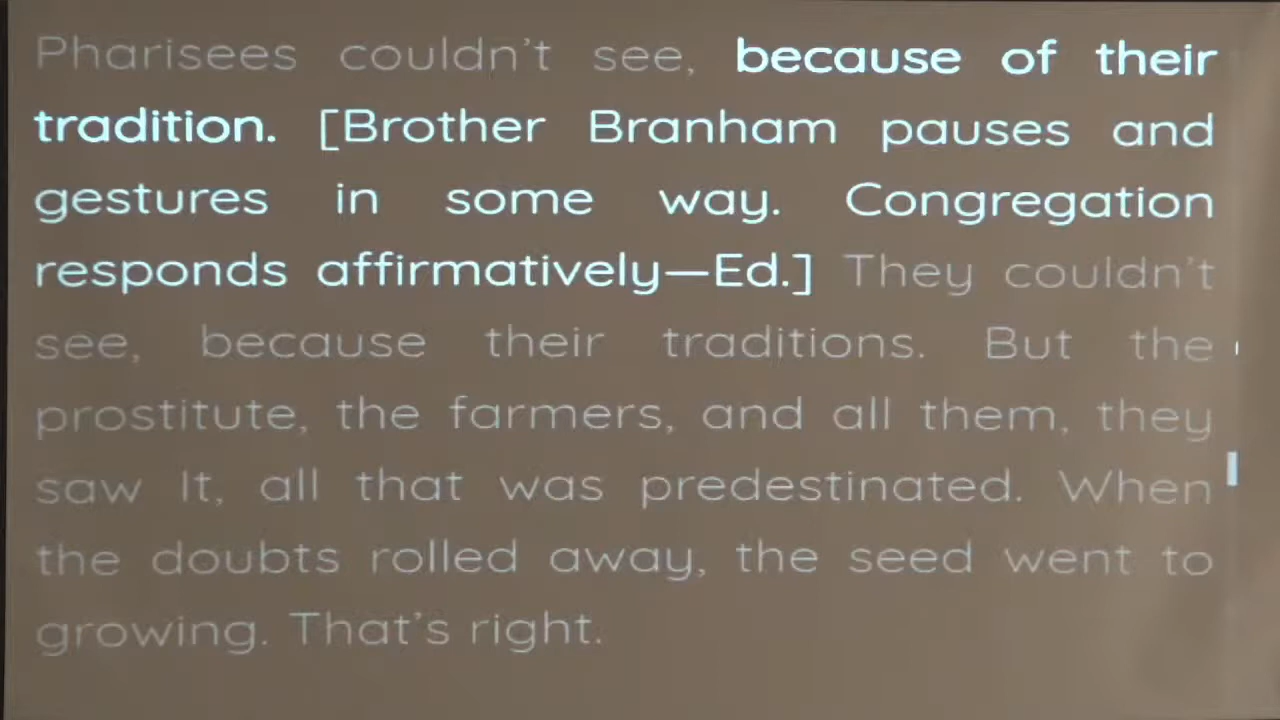 Pharisees couldn't see, because of their
tradition. [Brother Branham pauses and
gestures in some way. Congregation
responds affirmatively—Ed.] They couldn't
see, because their traditions. But the
prostitute, the farmers, and all them, they
saw It, all that was predestinated. When
the doubts rolled away, the seed went to
growing. That's right.